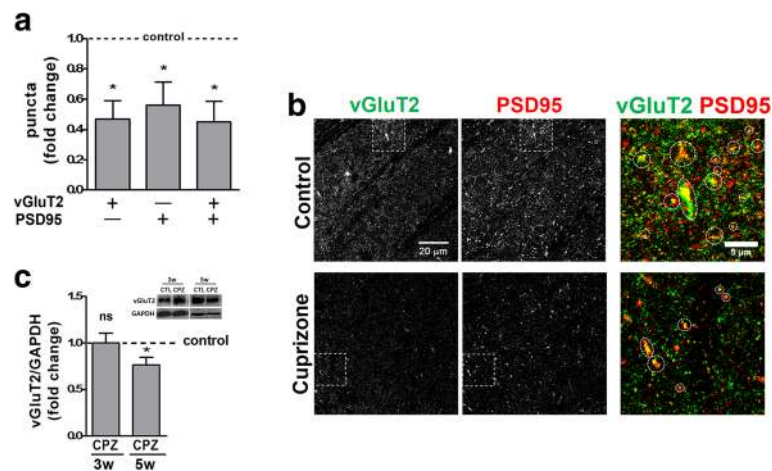 a
control
1.0
0.8
0.6
0.4
0.2
0.0
puncta
(fold change)
* * *
vGluT2 + — +
PSD95 — + +
b
vGluT2 PSD95 vGluT2 PSD95
Control
20 µm
Cuprizone
c
3w 5w
CTL CPZ CTL CPZ
vGluT2
GAPDH
1.5
1.0
0.5
0.0
vGluT2/GAPDH
(fold change)
ns
*
control
CPZ CPZ
3w 5w